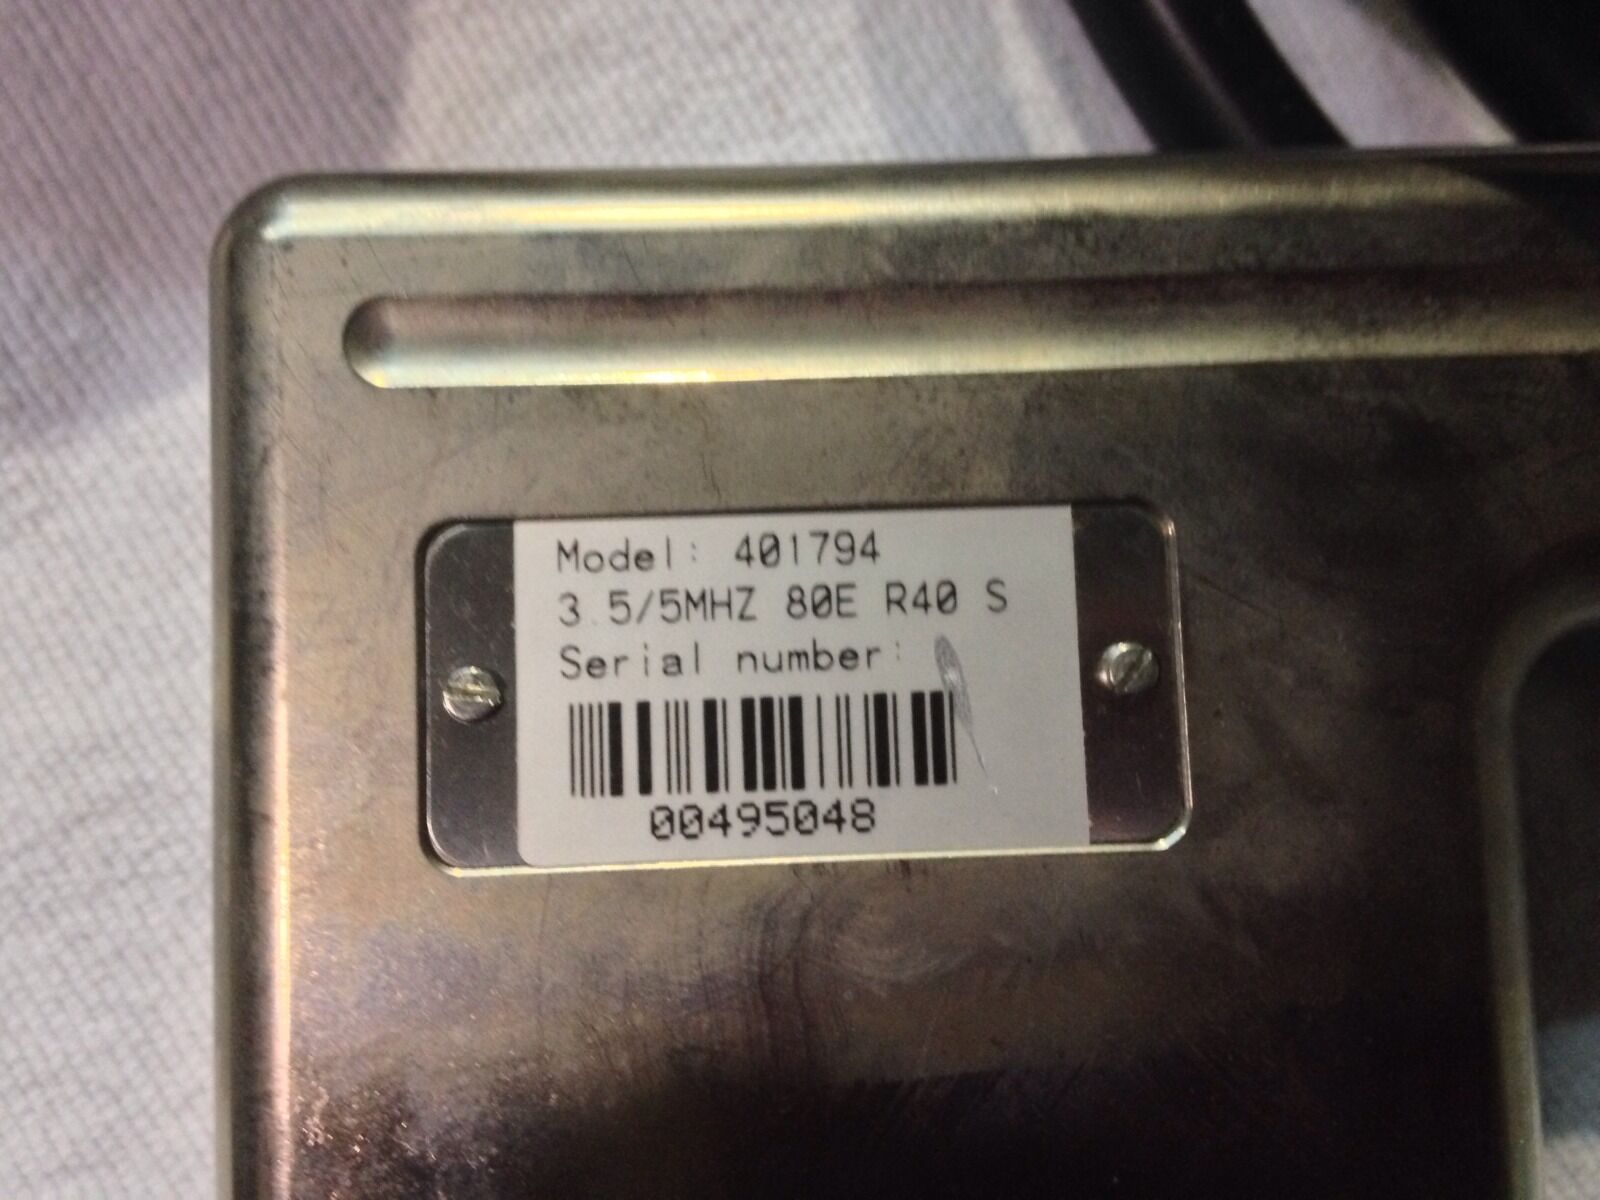 Model: 401794
3.5/5MHZ 80E R40 S
Serial number:
00495048